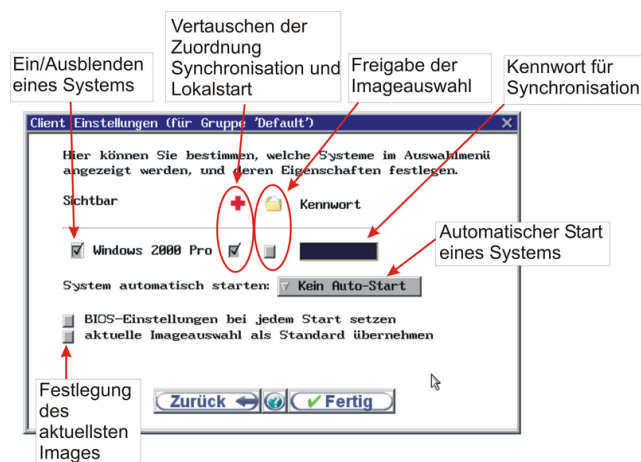 Vertauschen der
Zuordnung
Synchronisation und
Lokalstart
Ein/Ausblenden
eines Systems
Freigabe der
Imageauswahl
Kennwort für
Synchronisation
Client Einstellungen (für Gruppe 'Default')
Hier können Sie bestimmen, welche Systeme im Auswahlmenü
angezeigt werden, und deren Eigenschaften festlegen.
Sichtbar
Kennwort
Automatischer Start
eines Systems
Windows 2000 Pro
System automatisch starten: Kein Auto-Start
BIOS-Einstellungen bei jedem Start setzen
aktuelle Imageauswahl als Standard übernehmen
Festlegung
des
aktuellsten
Images
Zurück
Fertig